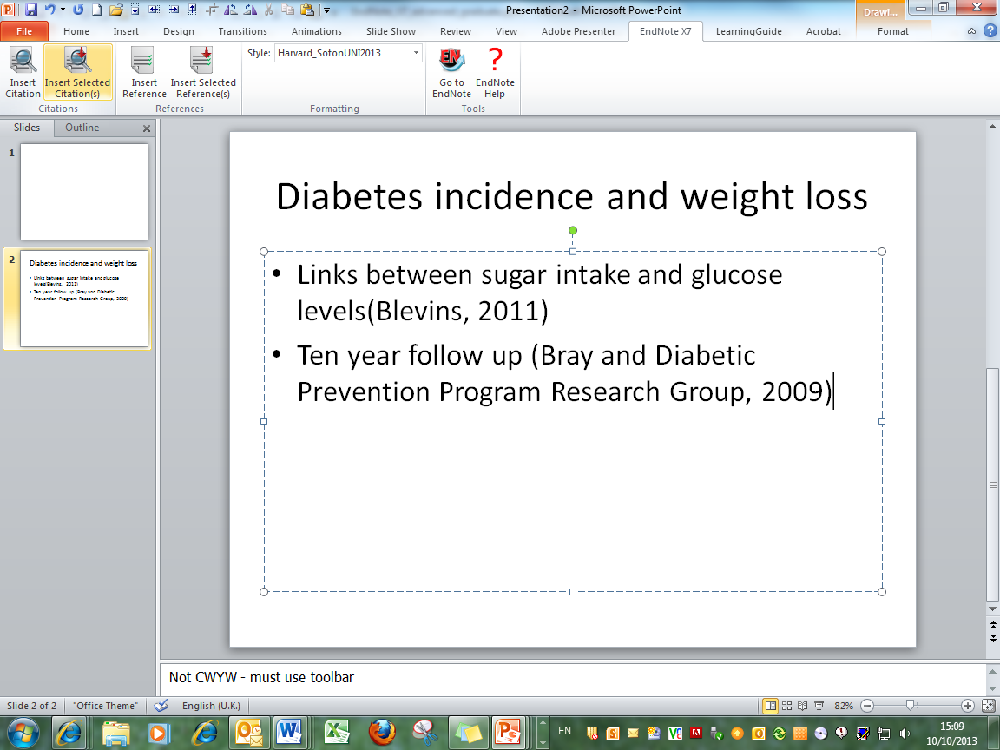 Presentation2 - Microsoft PowerPoint
Drawi...
File Home Insert Design Transitions Animations Slide Show Review View Adobe Presenter EndNote X7 LearningGuide Acrobat Format
Style: Harvard_SotonUNI2013
Insert Citation
Insert Selected Citation(s)
Insert Reference
Insert Selected Reference(s)
Go to EndNote
EndNote Help
Citations References Formatting Tools
Slides Outline
1
2
Diabetes incidence and weight loss
• Links between sugar intake and glucose
levels(Blevins, 2011)
• Ten year follow up (Bray and Diabetic
Prevention Program Research Group, 2009)
Diabetes incidence and weight loss
• Links between sugar intake and glucose
levels(Blevins, 2011)
• Ten year follow up (Bray and Diabetic
Prevention Program Research Group, 2009)
Not CWYW - must use toolbar
Slide 2 of 2 "Office Theme" English (U.K.) 82%
EN
15:09
10/10/2013